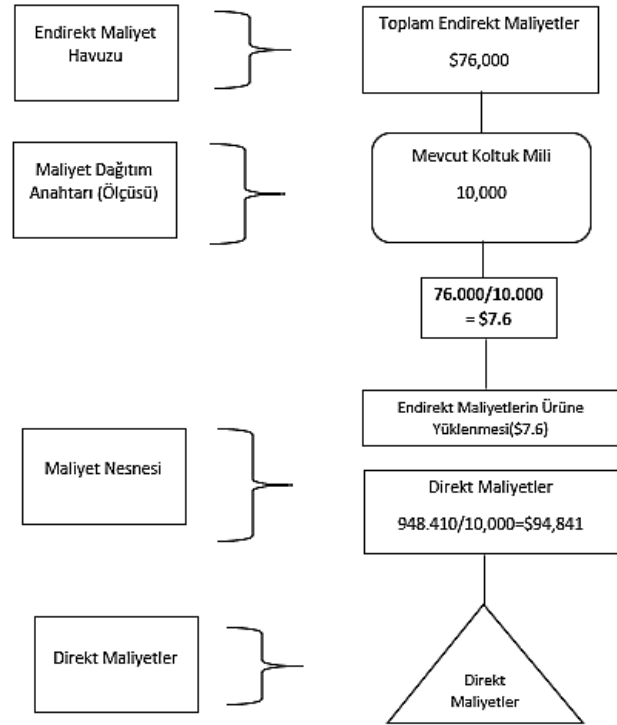 Endirekt Maliyet
Havuzu
Toplam Endirekt Maliyetler
$76,000
Maliyet Dağıtım
Anahtarı (Ölçüsü)
Mevcut Koltuk Mili
10,000
76.000/10.000
= $7.6
Endirekt Maliyetlerin Ürüne
Yüklenmesi($7.6)
Maliyet Nesnesi
Direkt Maliyetler
948.410/10,000=$94,841
Direkt Maliyetler
Direkt
Maliyetler